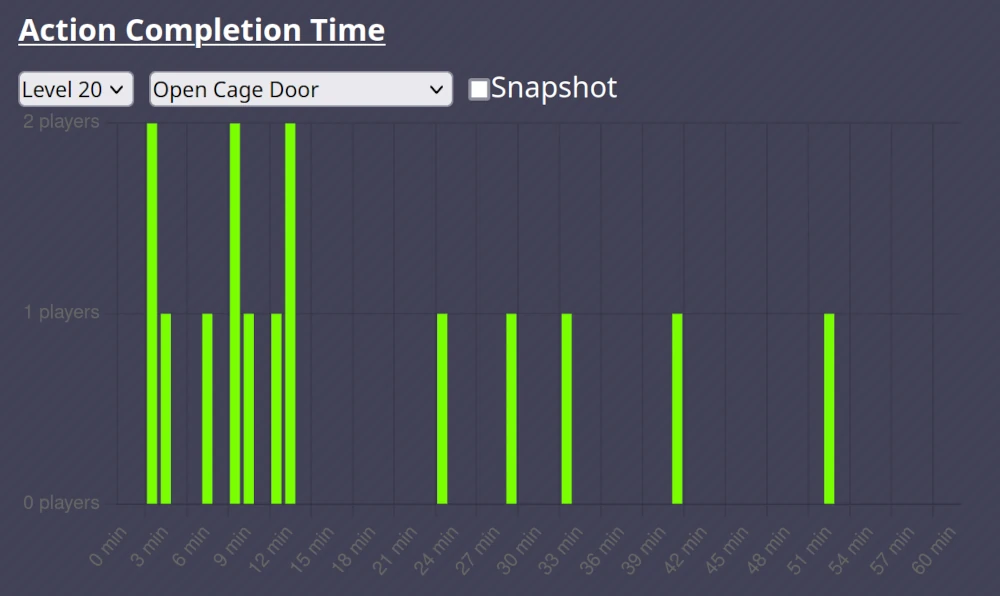 Action Completion Time
Level 20 Open Cage Door Snapshot
2 players
1 players
0 players
0 min 3 min 6 min 9 min 12 min 15 min 18 min 21 min 24 min 27 min 30 min 33 min 36 min 39 min 42 min 45 min 48 min 51 min 54 min 57 min 60 min